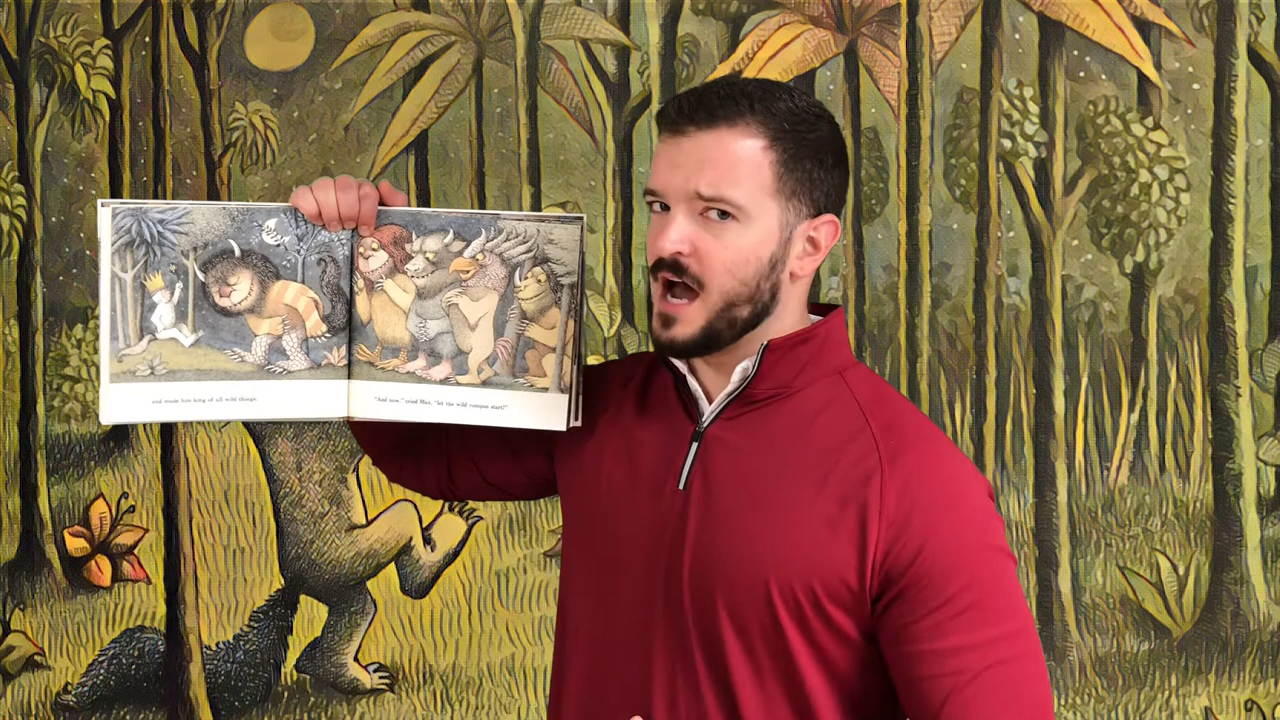 and made him king of all wild things.
"And now," cried Max, "let the wild rumpus start!"